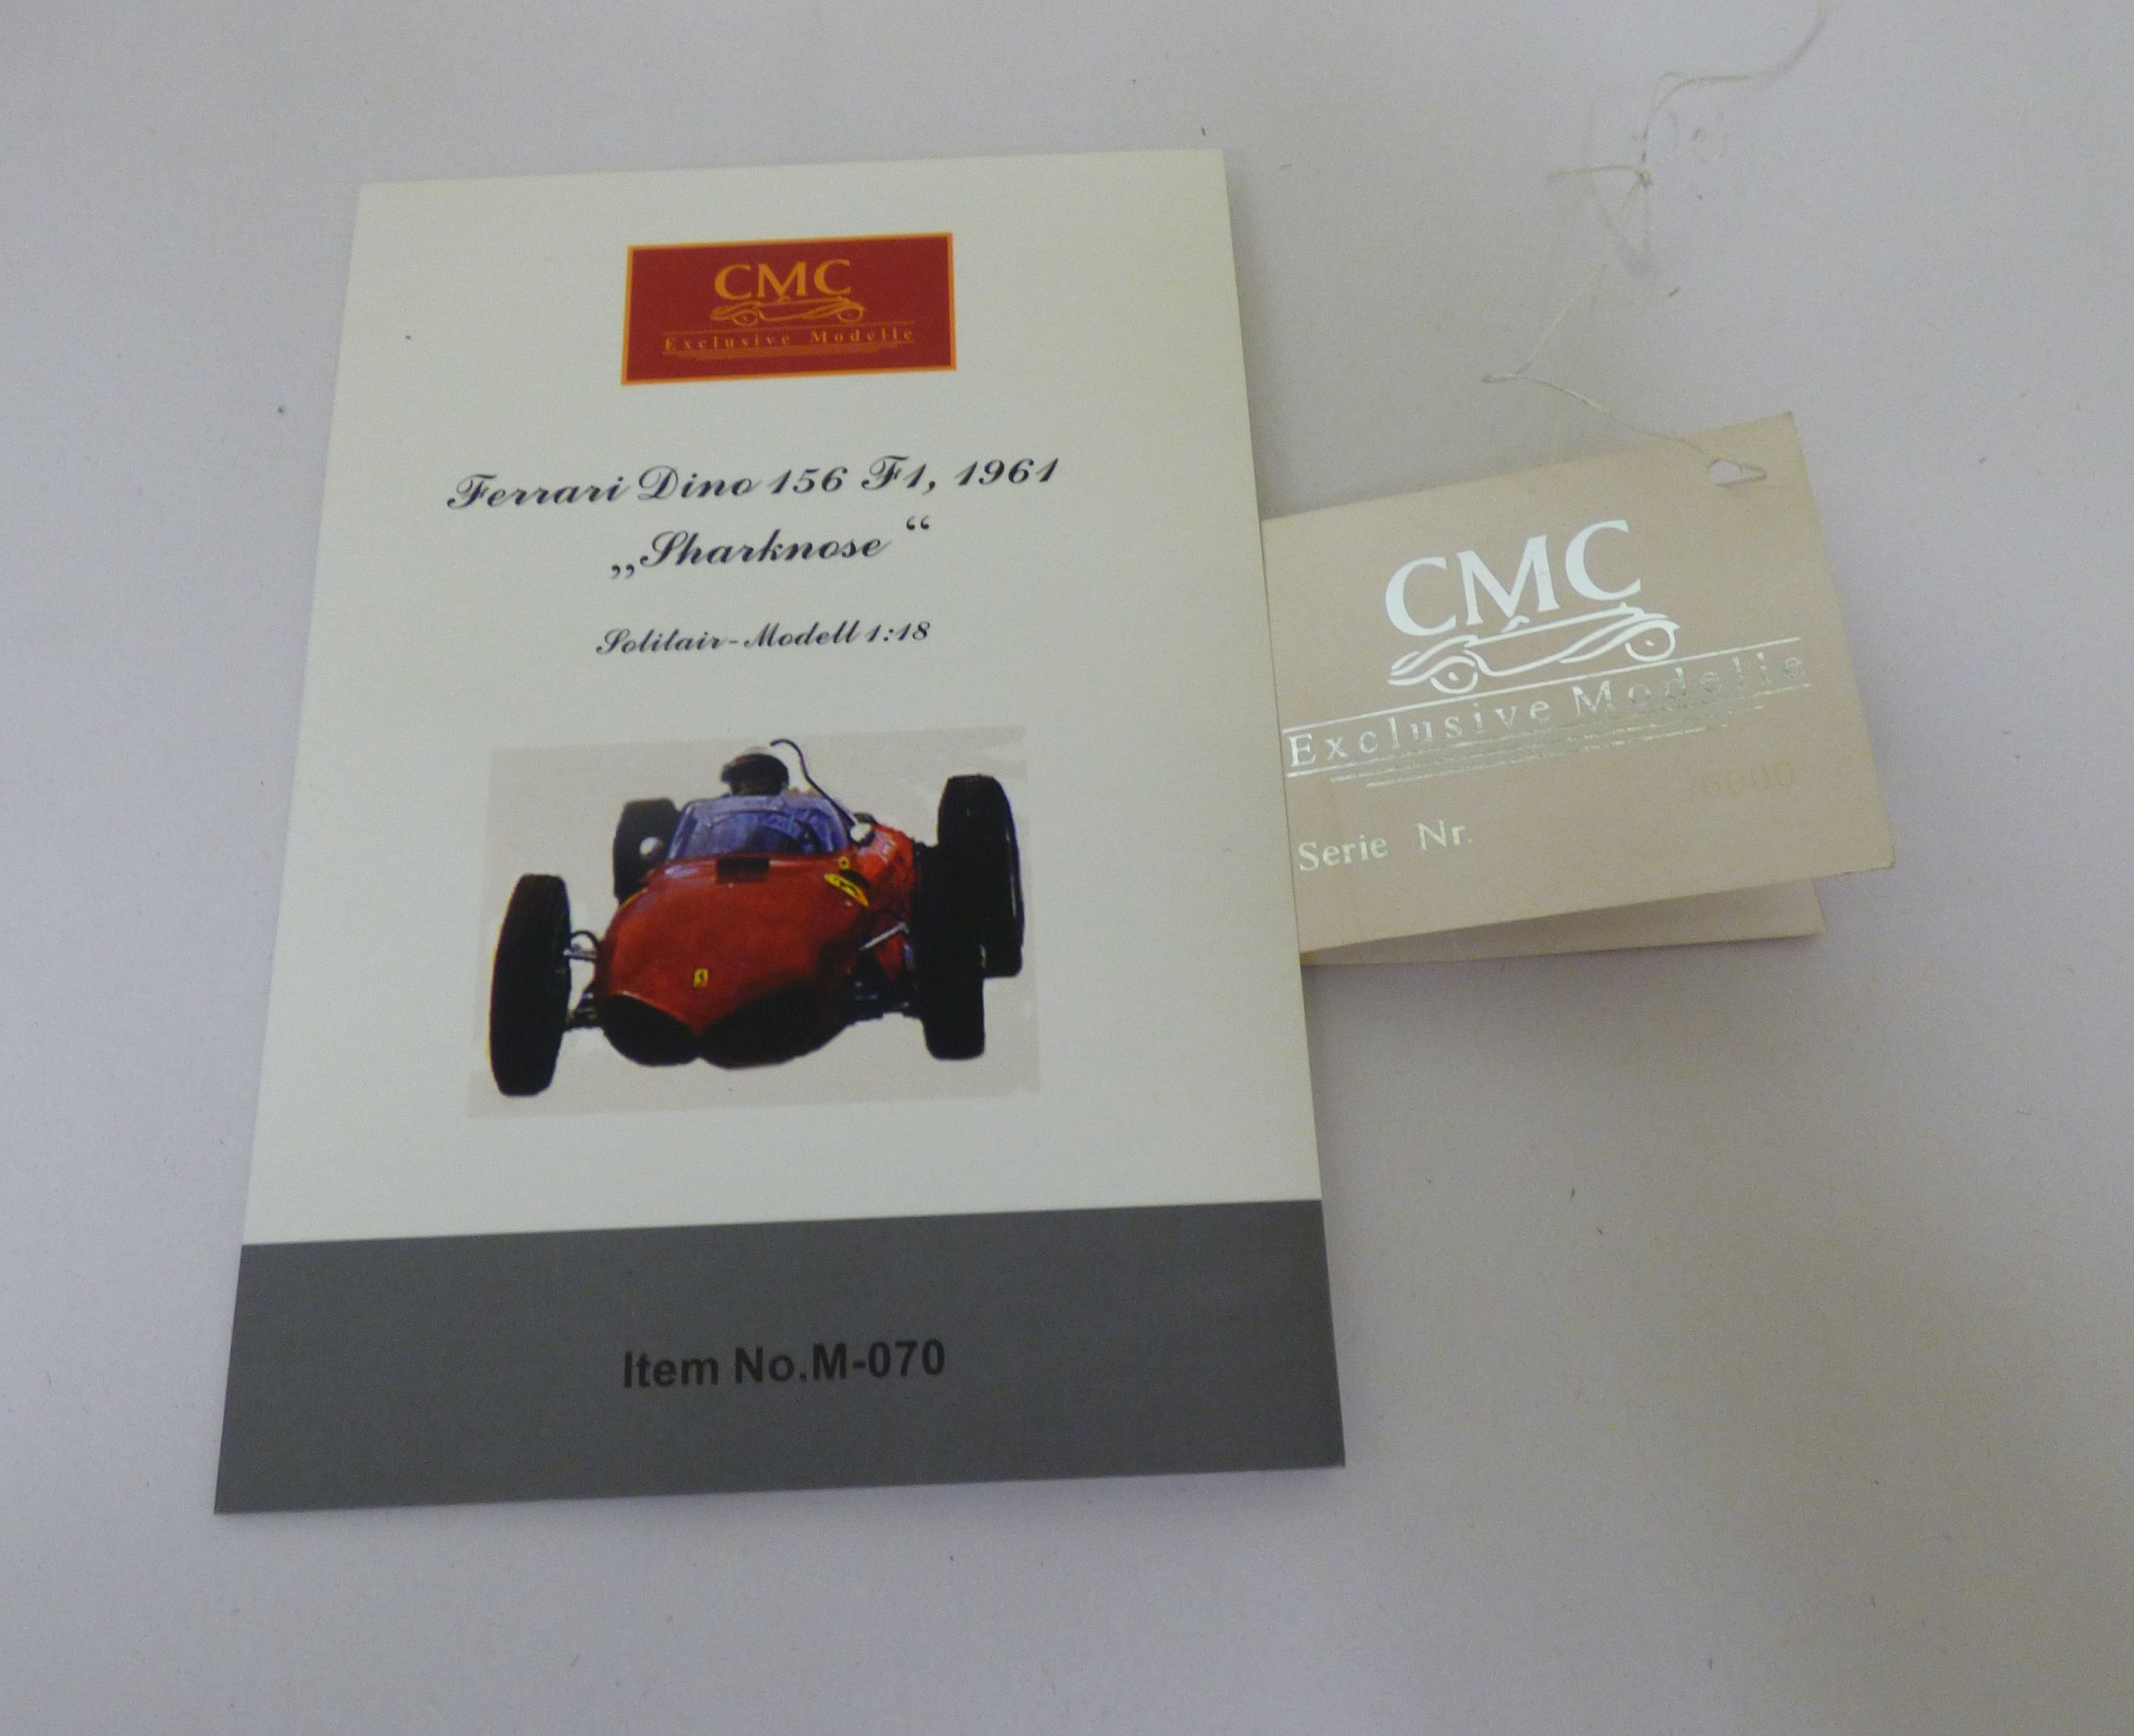 CMC
Exclusive Modelle
Ferrari Dino 156 F1, 1961
„Sharknose“
Solitair-Modell 1:18
Item No.M-070
CMC
Exclusive Modelle
/6000
Serie Nr.